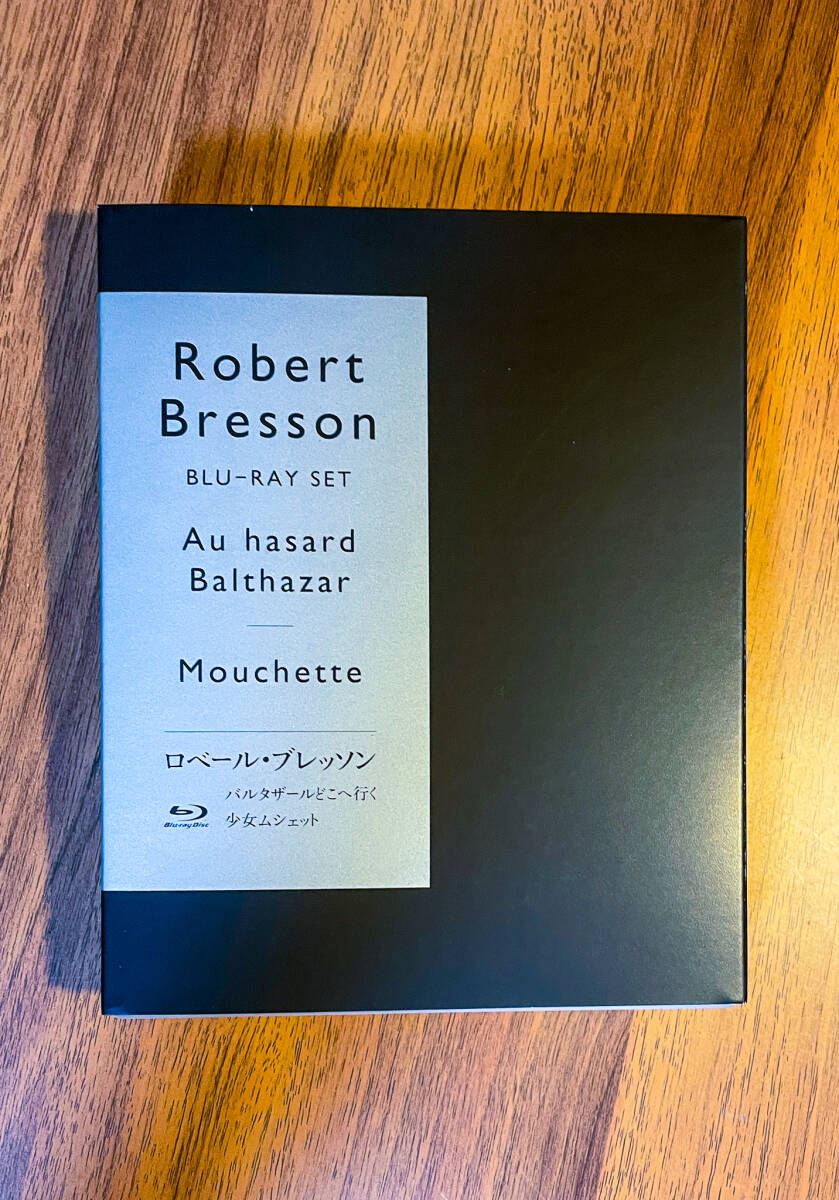 Robert
Bresson
BLU-RAY SET
Au hasard
Balthazar
Mouchette
ロベール・ブレッソン
バルタザールどこへ行く
少女ムシェット
Blu-ray Disc